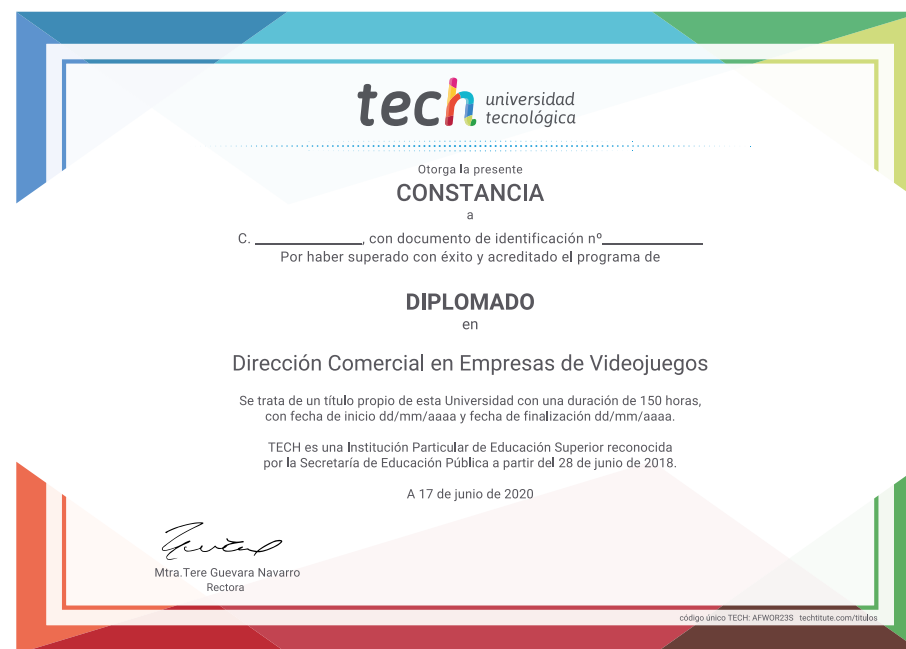 tech universidad
tecnológica
Otorga la presente
CONSTANCIA
a
C. ____________, con documento de identificación nº____________
Por haber superado con éxito y acreditado el programa de
DIPLOMADO
en
Dirección Comercial en Empresas de Videojuegos
Se trata de un título propio de esta Universidad con una duración de 150 horas,
con fecha de inicio dd/mm/aaaa y fecha de finalización dd/mm/aaaa.
TECH es una Institución Particular de Educación Superior reconocida
por la Secretaría de Educación Pública a partir del 28 de junio de 2018.
A 17 de junio de 2020
Mtra.Tere Guevara Navarro
Rectora
código único TECH: AFWOR23S techtitute.com/titulos